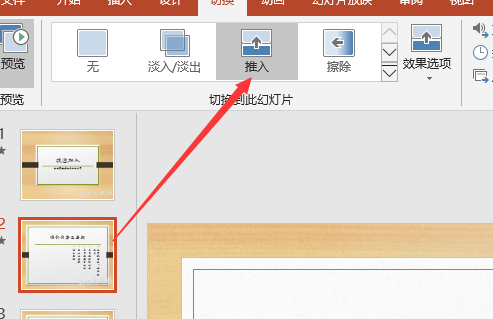 文件 开始 插入 设计 切换 动画 幻灯片放映 审阅 视图
预览 无 淡入/淡出 推入 擦除 效果选项
预览 切换到此幻灯片
1
2
3